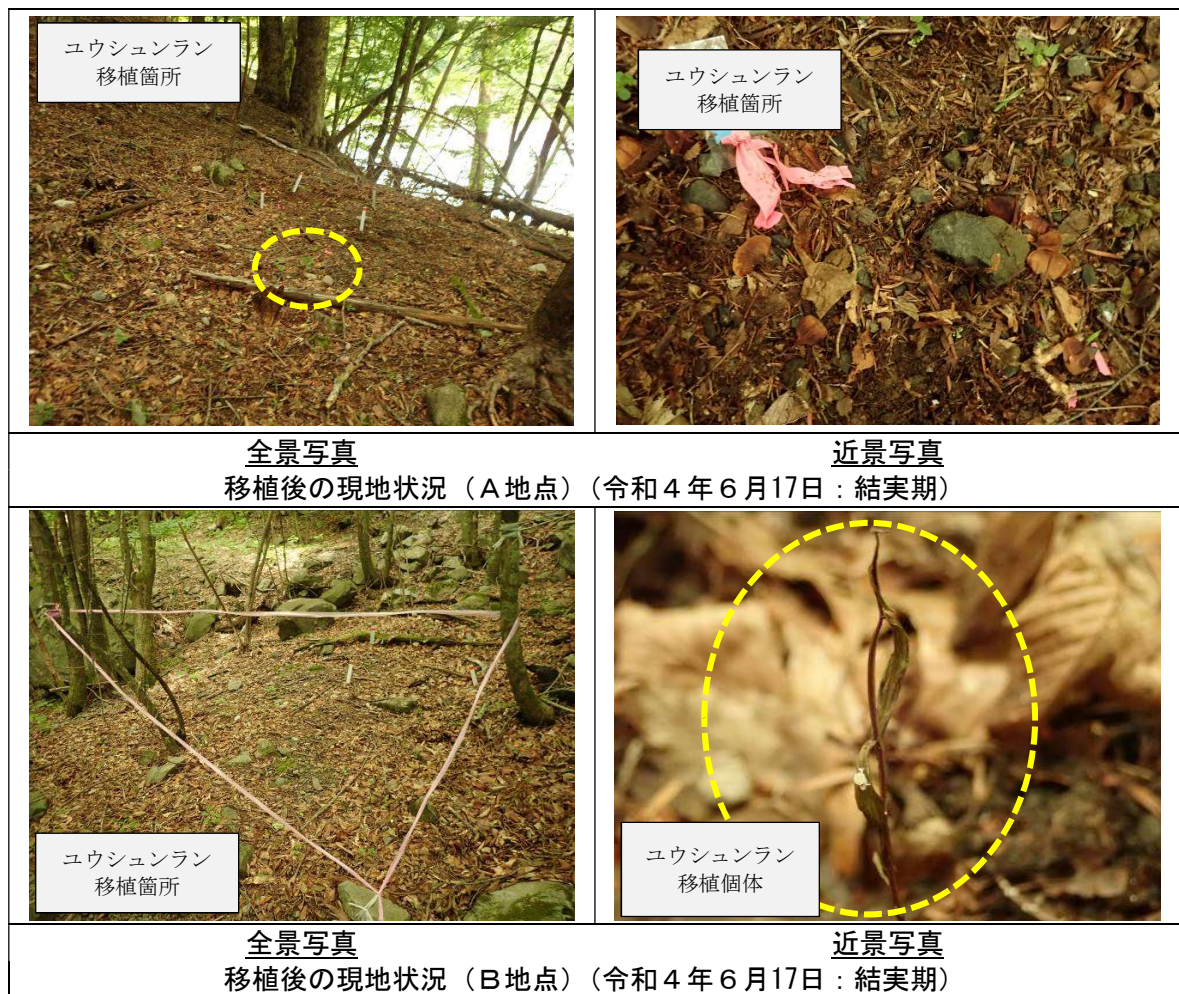 ユウシュンラン
移植箇所
ユウシュンラン
移植箇所
全景写真
近景写真
移植後の現地状況（A地点）（令和４年６月17日：結実期）
ユウシュンラン
移植箇所
ユウシュンラン
移植個体
全景写真
近景写真
移植後の現地状況（B地点）（令和４年６月17日：結実期）